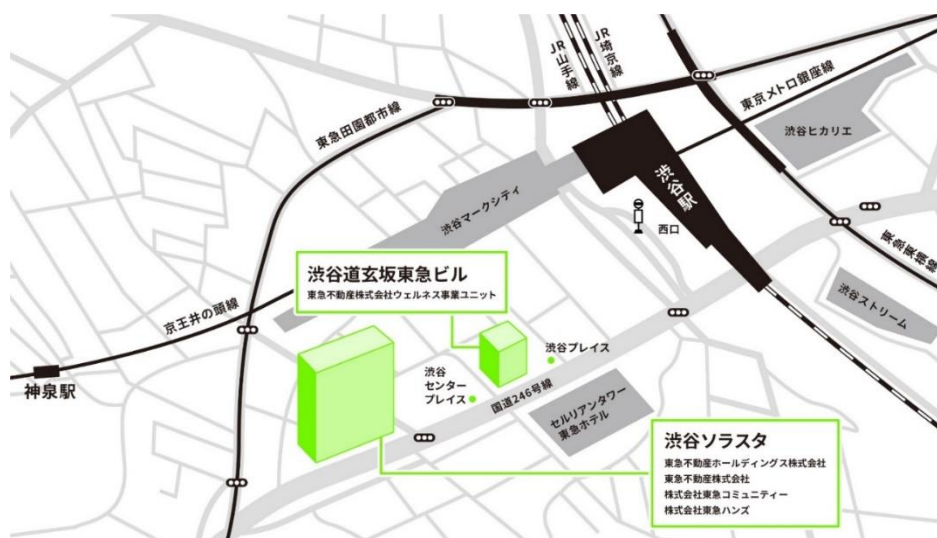 JR山手線
JR埼京線
東急田園都市線
東京メトロ銀座線
渋谷ヒカリエ
渋谷駅
渋谷マークシティ
西口
東急東横線
渋谷ストリーム
渋谷道玄坂東急ビル
東急不動産株式会社ウェルネス事業ユニット
京王井の頭線
神泉駅
渋谷プレイス
渋谷
センター
プレイス
国道246号線
セルリアンタワー
東急ホテル
渋谷ソラスタ
東急不動産ホールディングス株式会社
東急不動産株式会社
株式会社東急コミュニティー
株式会社東急ハンズ